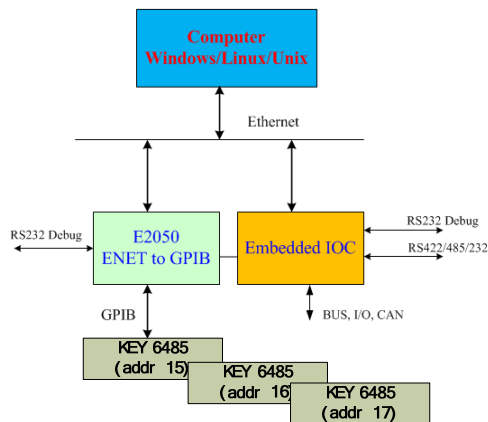 Computer
Windows/Linux/Unix
Ethernet
RS232 Debug
E2050
ENET to GPIB
Embedded IOC
RS232 Debug
RS422/485/232
GPIB
BUS, I/O, CAN
KEY 6485
(addr 15)
KEY 6485
(addr 16)
KEY 6485
(addr 17)